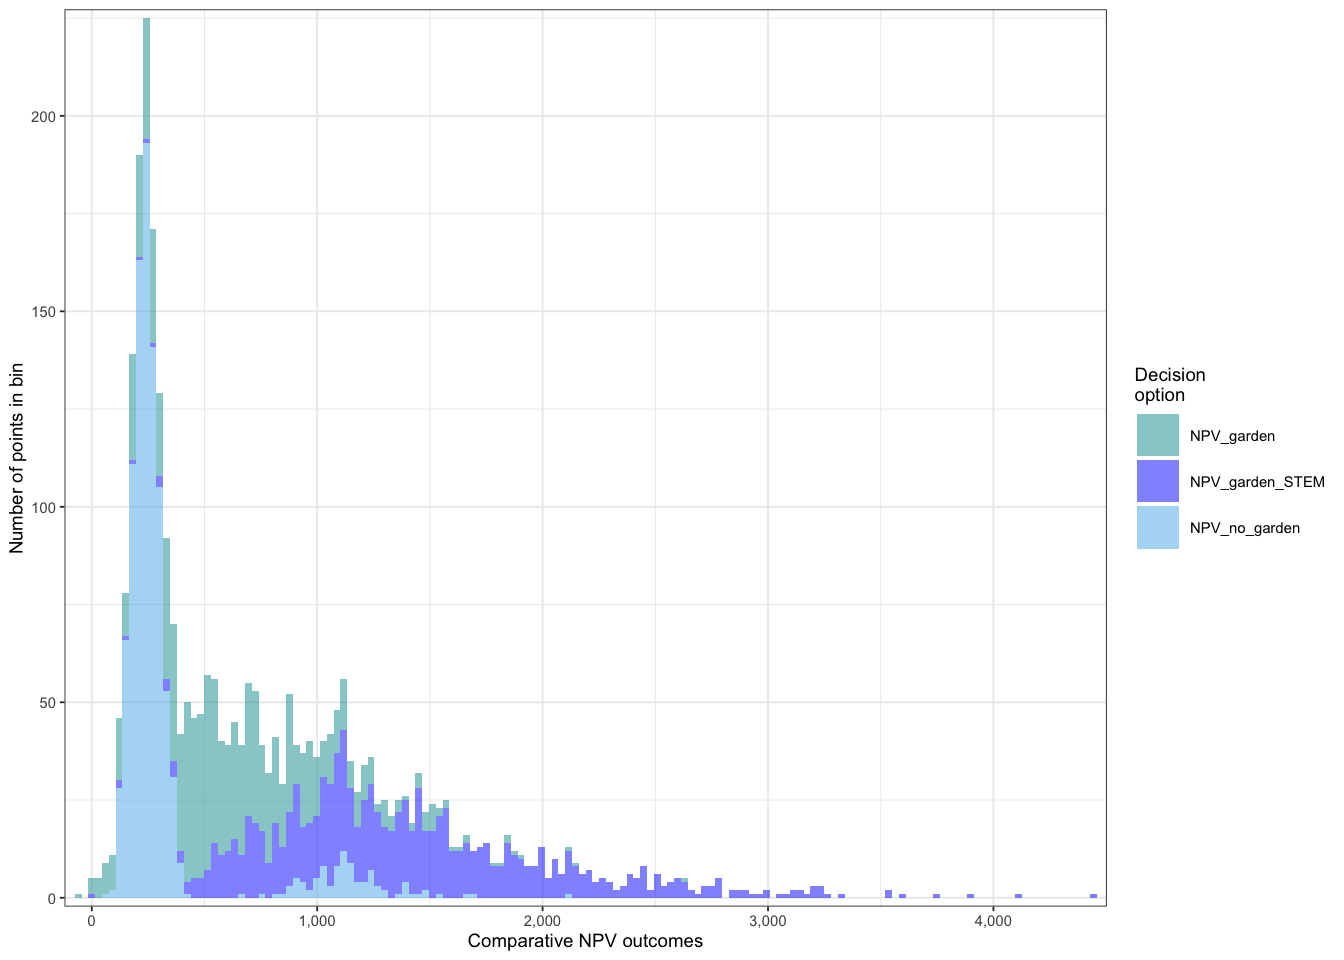 200
150
100
50
0
0
1,000
2,000
3,000
4,000
Number of points in bin
Comparative NPV outcomes
Decision
option
NPV_garden
NPV_garden_STEM
NPV_no_garden